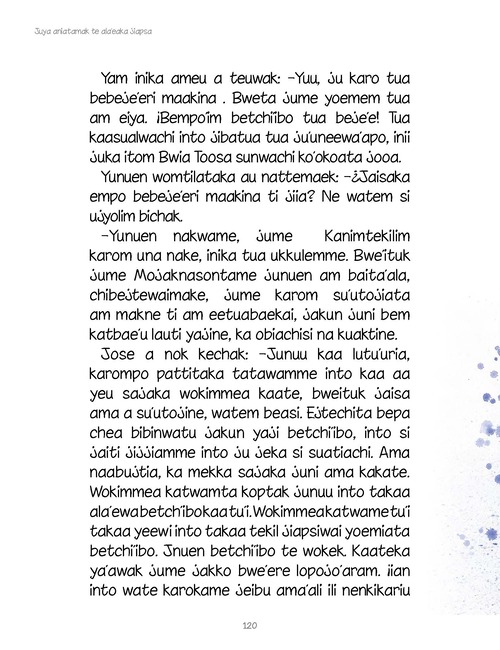 Juya aniatamak te ala'eaka jiapsa
Yam inika ameu a teuwak: –Yuu, ju karo tua
bebeje'eri maakina . Bweta jume yoemem tua
am eiya. ¡Bempo'im betchi'ibo tua beje'e! Tua
kaasualwachi into jibatua tua ju'uneewa'apo, inii
juka itom Bwia Toosa sunwachi ko'okoata jooa.
Yunuen womtilataka au nattemaek: –¿Jaisaka
empo bebeje'eri maakina ti jiia? Ne watem si
ujyolim bichak.
–Yunuen nakwame, jume Kanimtekilim
karom una nake, inika tua ukkulemme. Bwe'ituk
jume Mojaknasontame junuen am baita'ala,
chibejtewaimake, jume karom su'utojiata
am makne ti am eetuabaekai, jakun juni bem
katbae'u lauti yajine, ka obiachisi na kuaktine.
Jose a nok kechak: –Junuu kaa lutu'uria,
karompo pattitaka tatawamme into kaa aa
yeu sajaka wokimmea kaate, bweituk jaisa
ama a su'utojine, watem beasi. Ejtechita bepa
chea bibinwatu jakun yaji betchi'ibo, into si
jaiti jijjiamme into ju jeka si suatiachi. Ama
naabujtia, ka mekka sajaka juni ama kakate.
Wokimmea katwamta koptak junuu into takaa
ala'ewa betch'ibo kaa tu'i. Wokimmea katwame tu'i
takaa yeewi into takaa tekil jiapsiwai yoemiata
betchi'ibo. Jnuen betchi'ibo te wokek. Kaateka
ya'awak jume jakko bwe'ere lopojo'aram. ¡ian
into wate karokame jeibu ama'ali ili nenkikariu
120